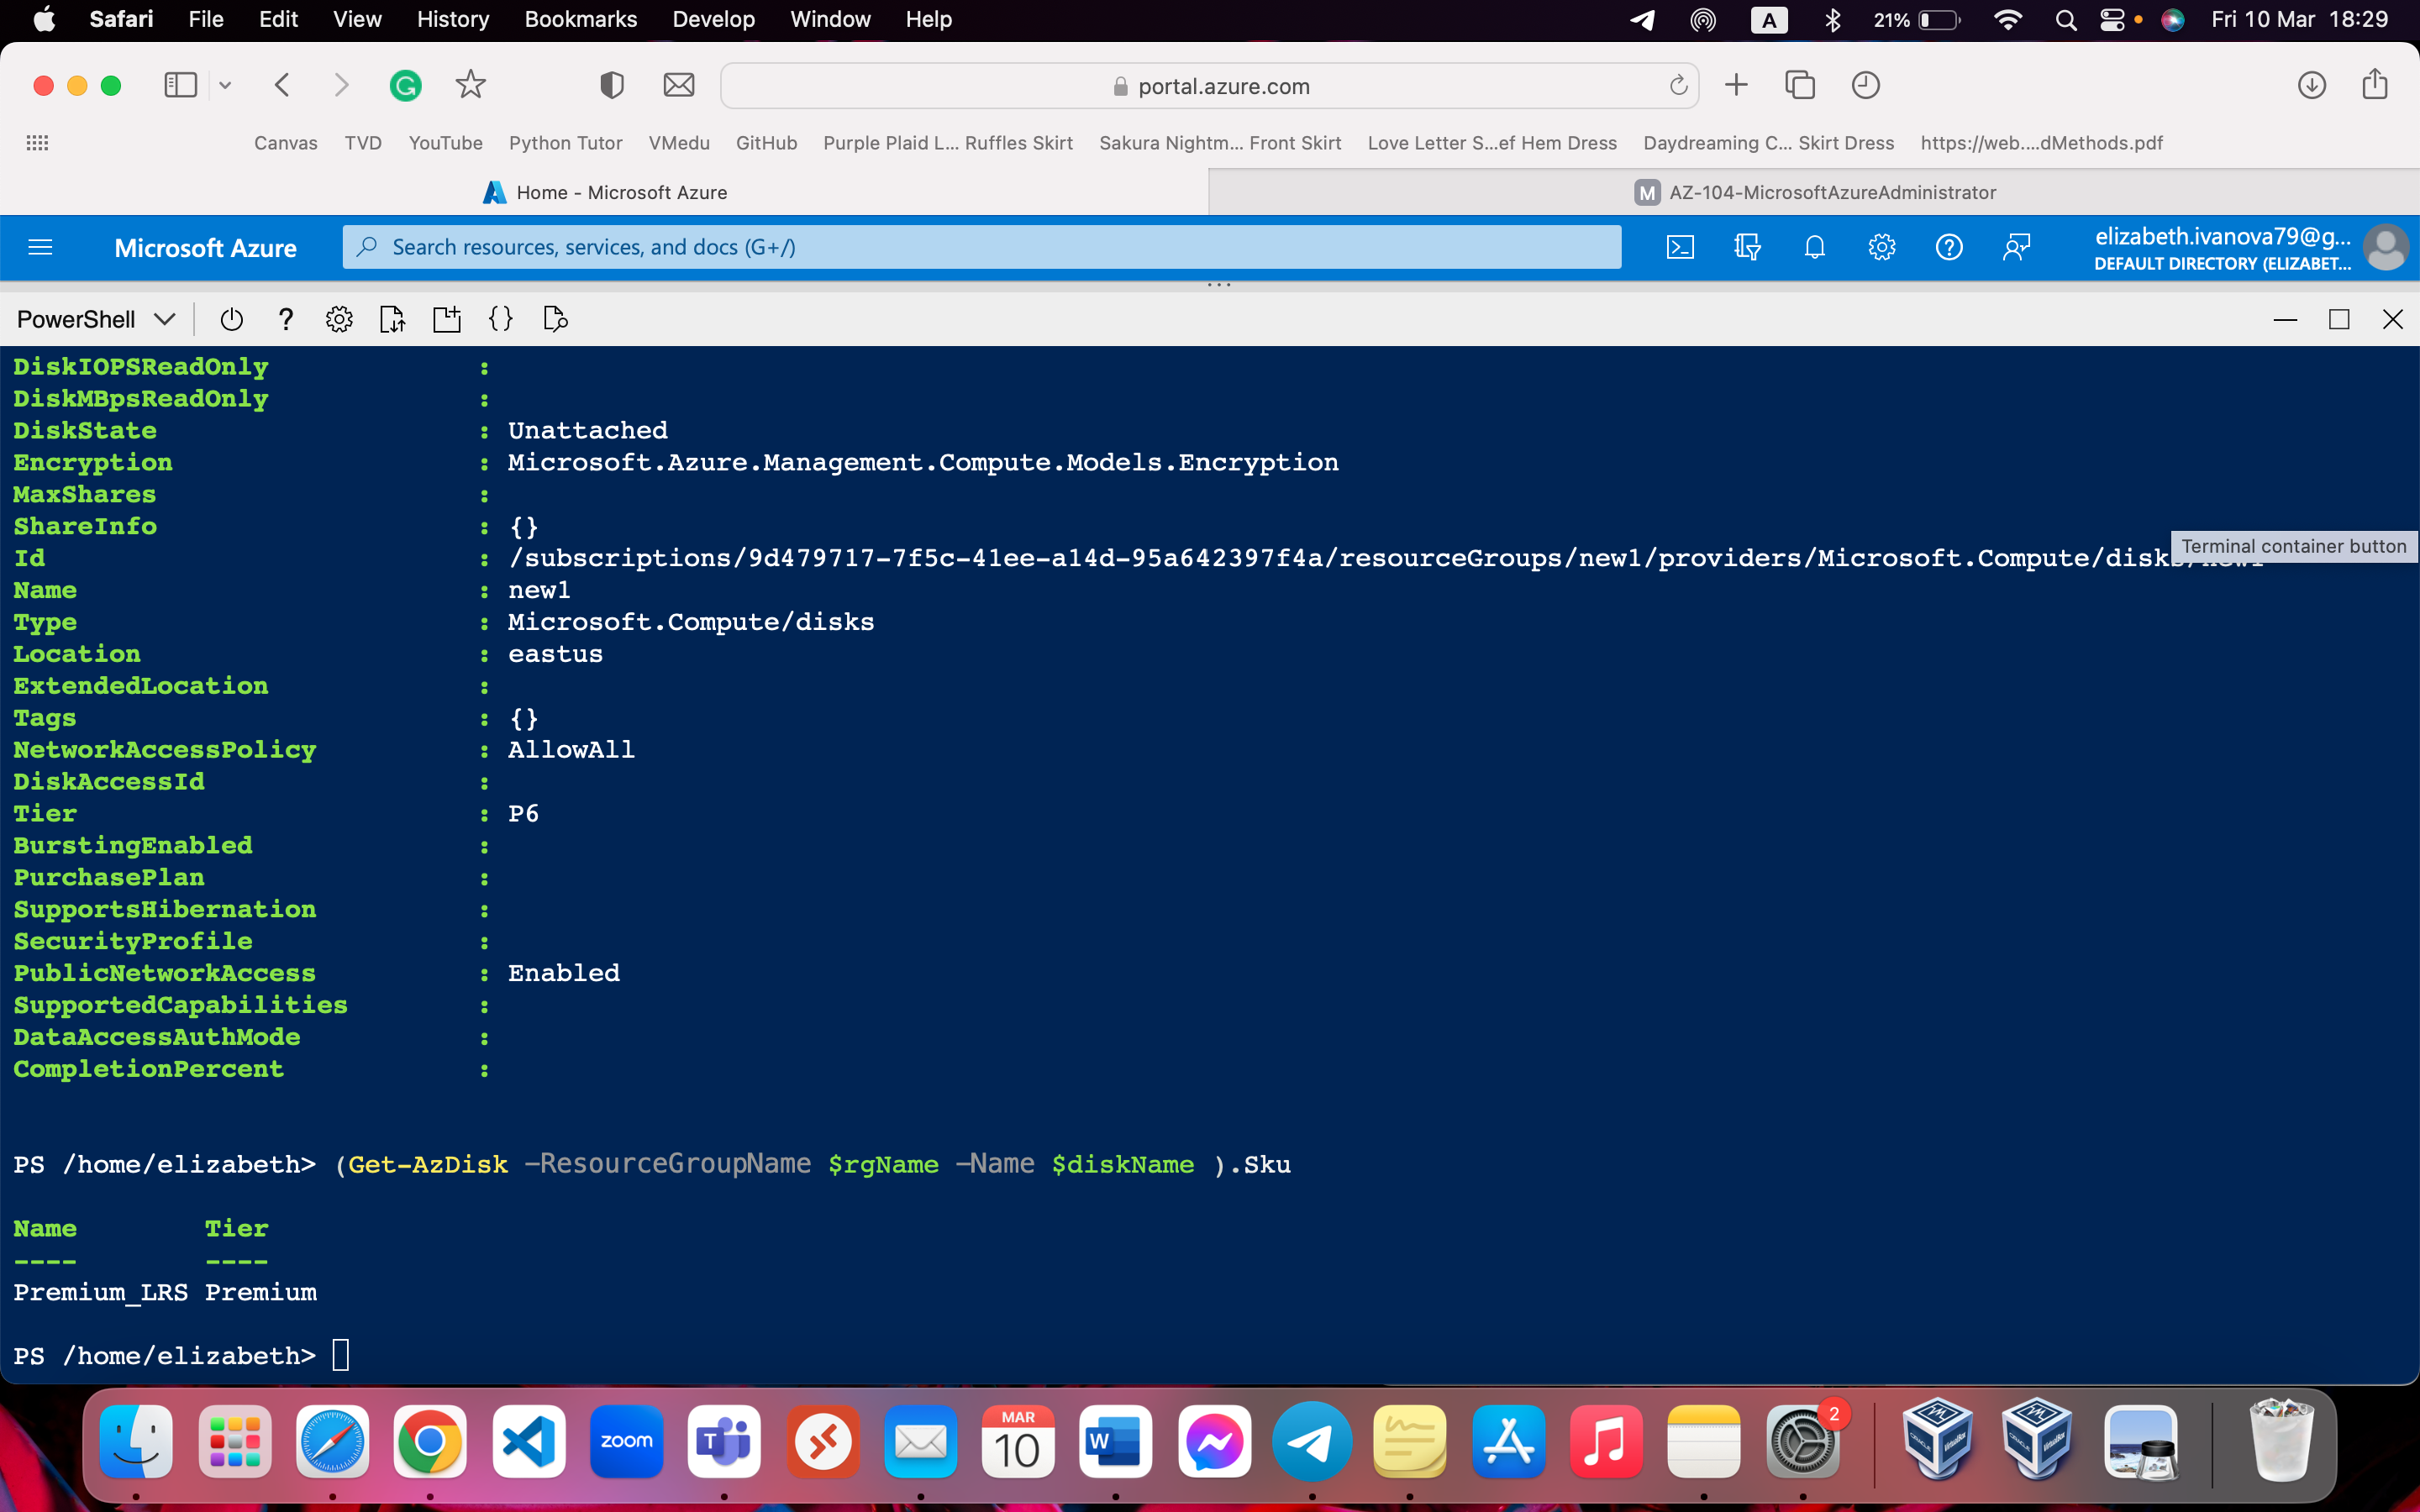 Safari File Edit View History Bookmarks Develop Window Help A 21% Fri 10 Mar 18:29
G portal.azure.com
Canvas TVD YouTube Python Tutor VMedu GitHub Purple Plaid L... Ruffles Skirt Sakura Nightm... Front Skirt Love Letter S...ef Hem Dress Daydreaming C... Skirt Dress https://web....dMethods.pdf
Home - Microsoft Azure M AZ-104-MicrosoftAzureAdministrator
Microsoft Azure Search resources, services, and docs (G+/) elizabeth.ivanova79@g...
DEFAULT DIRECTORY (ELIZABET...
PowerShell ? {}
DiskIOPSReadOnly :
DiskMBpsReadOnly :
DiskState : Unattached
Encryption : Microsoft.Azure.Management.Compute.Models.Encryption
MaxShares :
ShareInfo : {}
Terminal container button
Id : /subscriptions/9d479717-7f5c-41ee-a14d-95a642397f4a/resourceGroups/new1/providers/Microsoft.Compute/disks/new1
Name : new1
Type : Microsoft.Compute/disks
Location : eastus
ExtendedLocation :
Tags : {}
NetworkAccessPolicy : AllowAll
DiskAccessId :
Tier : P6
BurstingEnabled :
PurchasePlan :
SupportsHibernation :
SecurityProfile :
PublicNetworkAccess : Enabled
SupportedCapabilities :
DataAccessAuthMode :
CompletionPercent :
PS /home/elizabeth> (Get-AzDisk -ResourceGroupName $rgName -Name $diskName ).Sku
Name Tier
---- ----
Premium_LRS Premium
PS /home/elizabeth>
zoom T MAR 10 W 2